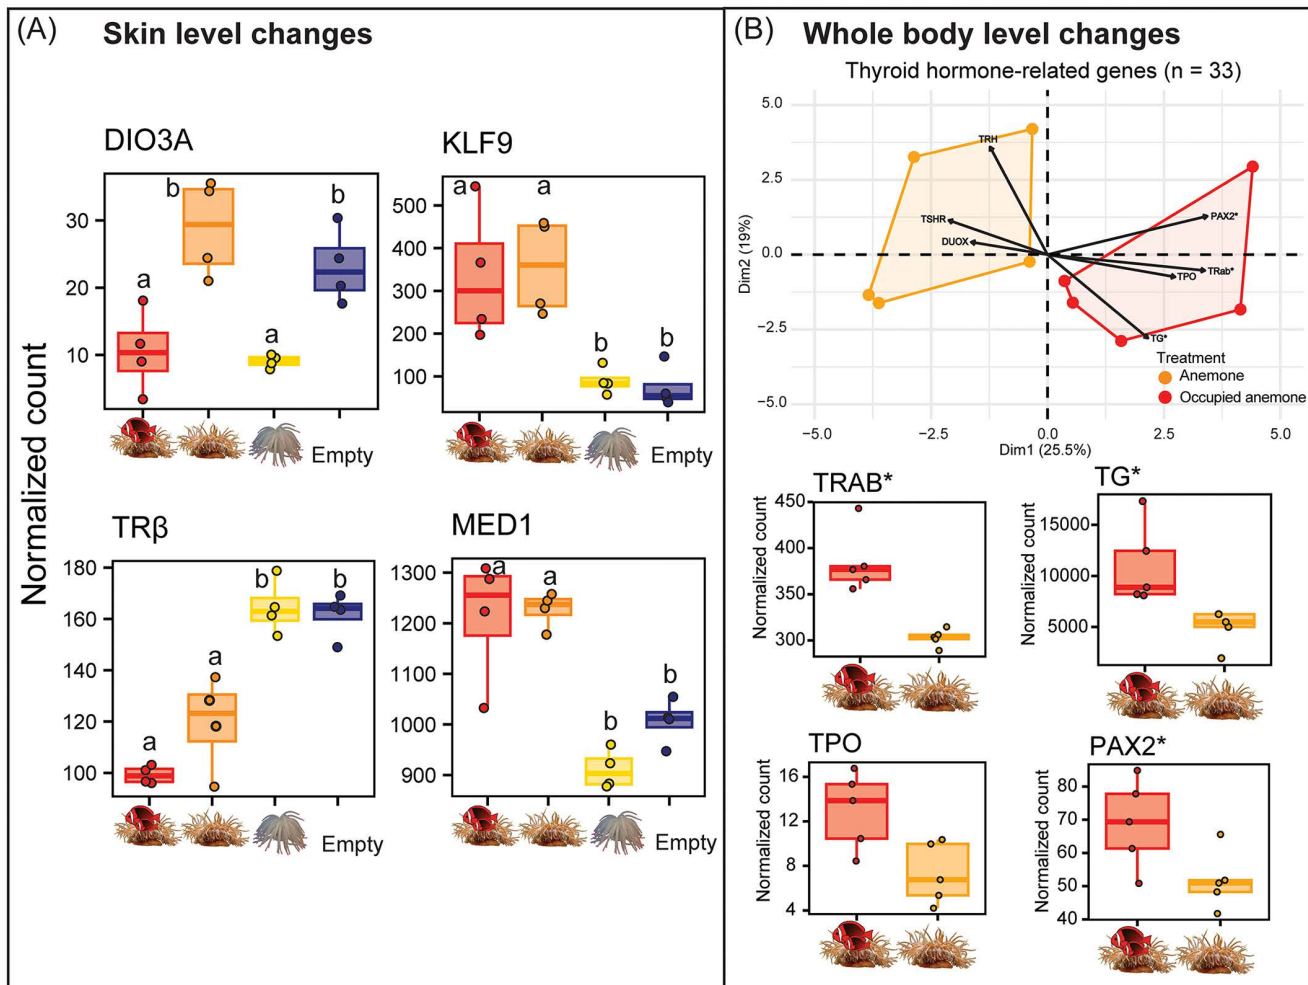 (A) Skin level changes
Normalized count
DIO3A
30
20
10
a
b
a
b
Empty
KLF9
500
400
300
200
100
a
a
b
b
Empty
TRβ
180
160
140
120
100
a
a
b
b
Empty
MED1
1300
1200
1100
1000
900
a
a
b
b
Empty
(B) Whole body level changes
Thyroid hormone-related genes (n = 33)
Dim2 (19%)
5.0
2.5
0.0
−2.5
−5.0
TRH
TSHR
DUOX
PAX2*
TRab*
TPO
TG*
Treatment
Anemone
Occupied anemone
−5.0 −2.5 0.0 2.5 5.0
Dim1 (25.5%)
TRAB*
Normalized count
450
400
350
300
TG*
Normalized count
15000
10000
5000
TPO
Normalized count
16
12
8
4
PAX2*
Normalized count
80
70
60
50
40